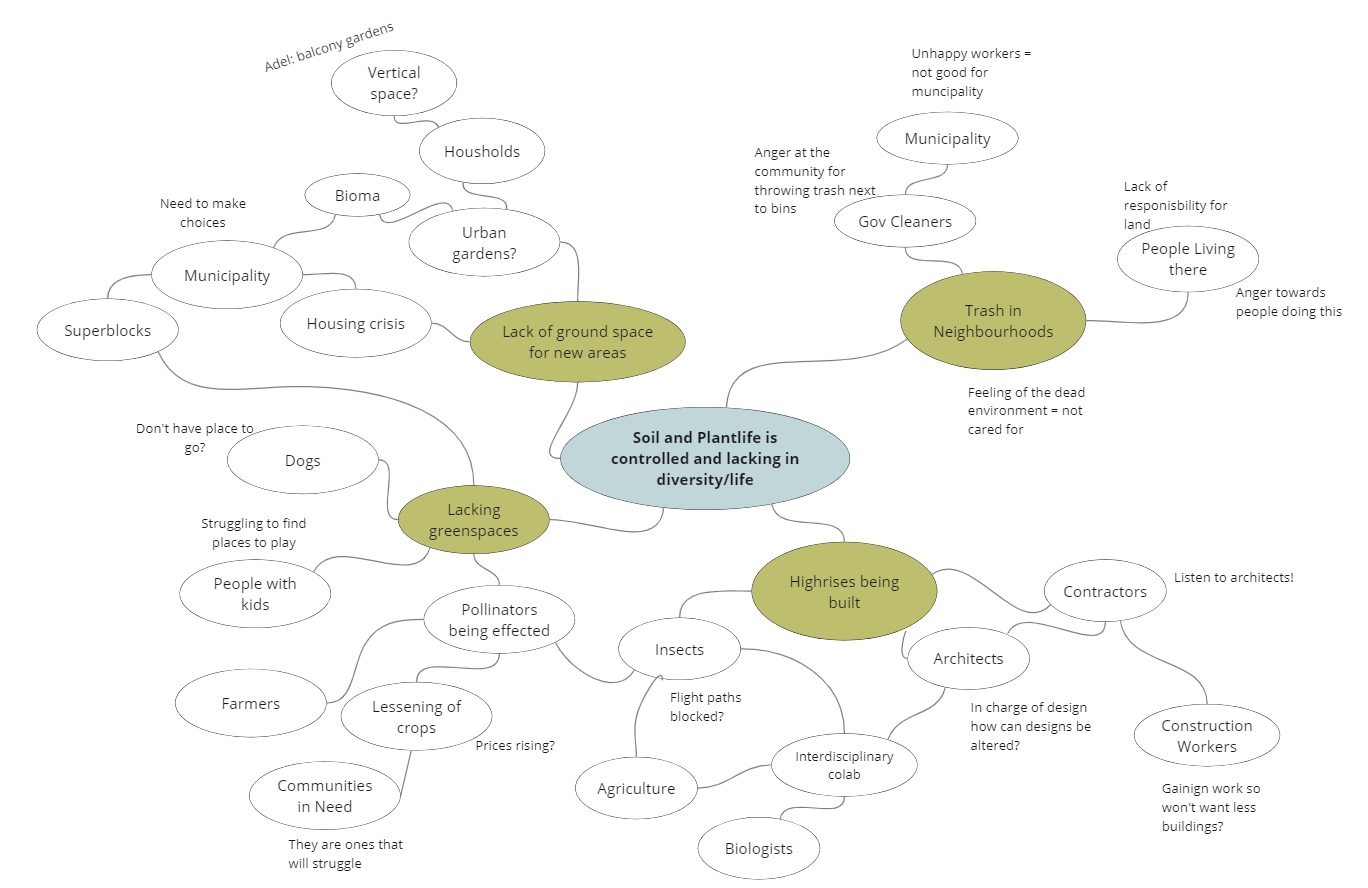 Adel: balcony gardens
Vertical
space?
Housholds
Bioma
Need to make
choices
Urban
gardens?
Municipality
Superblocks
Housing crisis
Lack of ground space
for new areas
Unhappy workers =
not good for
muncipality
Municipality
Anger at the
community for
throwing trash next
to bins
Gov Cleaners
Lack of
responisbility for
land
People Living
there
Anger towards
people doing this
Trash in
Neighbourhoods
Feeling of the dead
environment = not
cared for
Soil and Plantlife is
controlled and lacking in
diversity/life
Don't have place to
go?
Dogs
Lacking
greenspaces
Struggling to find
places to play
People with
kids
Pollinators
being effected
Farmers
Lessening of
crops
Prices rising?
Communities
in Need
They are ones that
will struggle
Highrises being
built
Insects
Flight paths
blocked?
Agriculture
Interdisciplinary
colab
Biologists
Architects
In charge of design
how can designs be
altered?
Contractors
Listen to architects!
Construction
Workers
Gainign work so
won't want less
buildings?